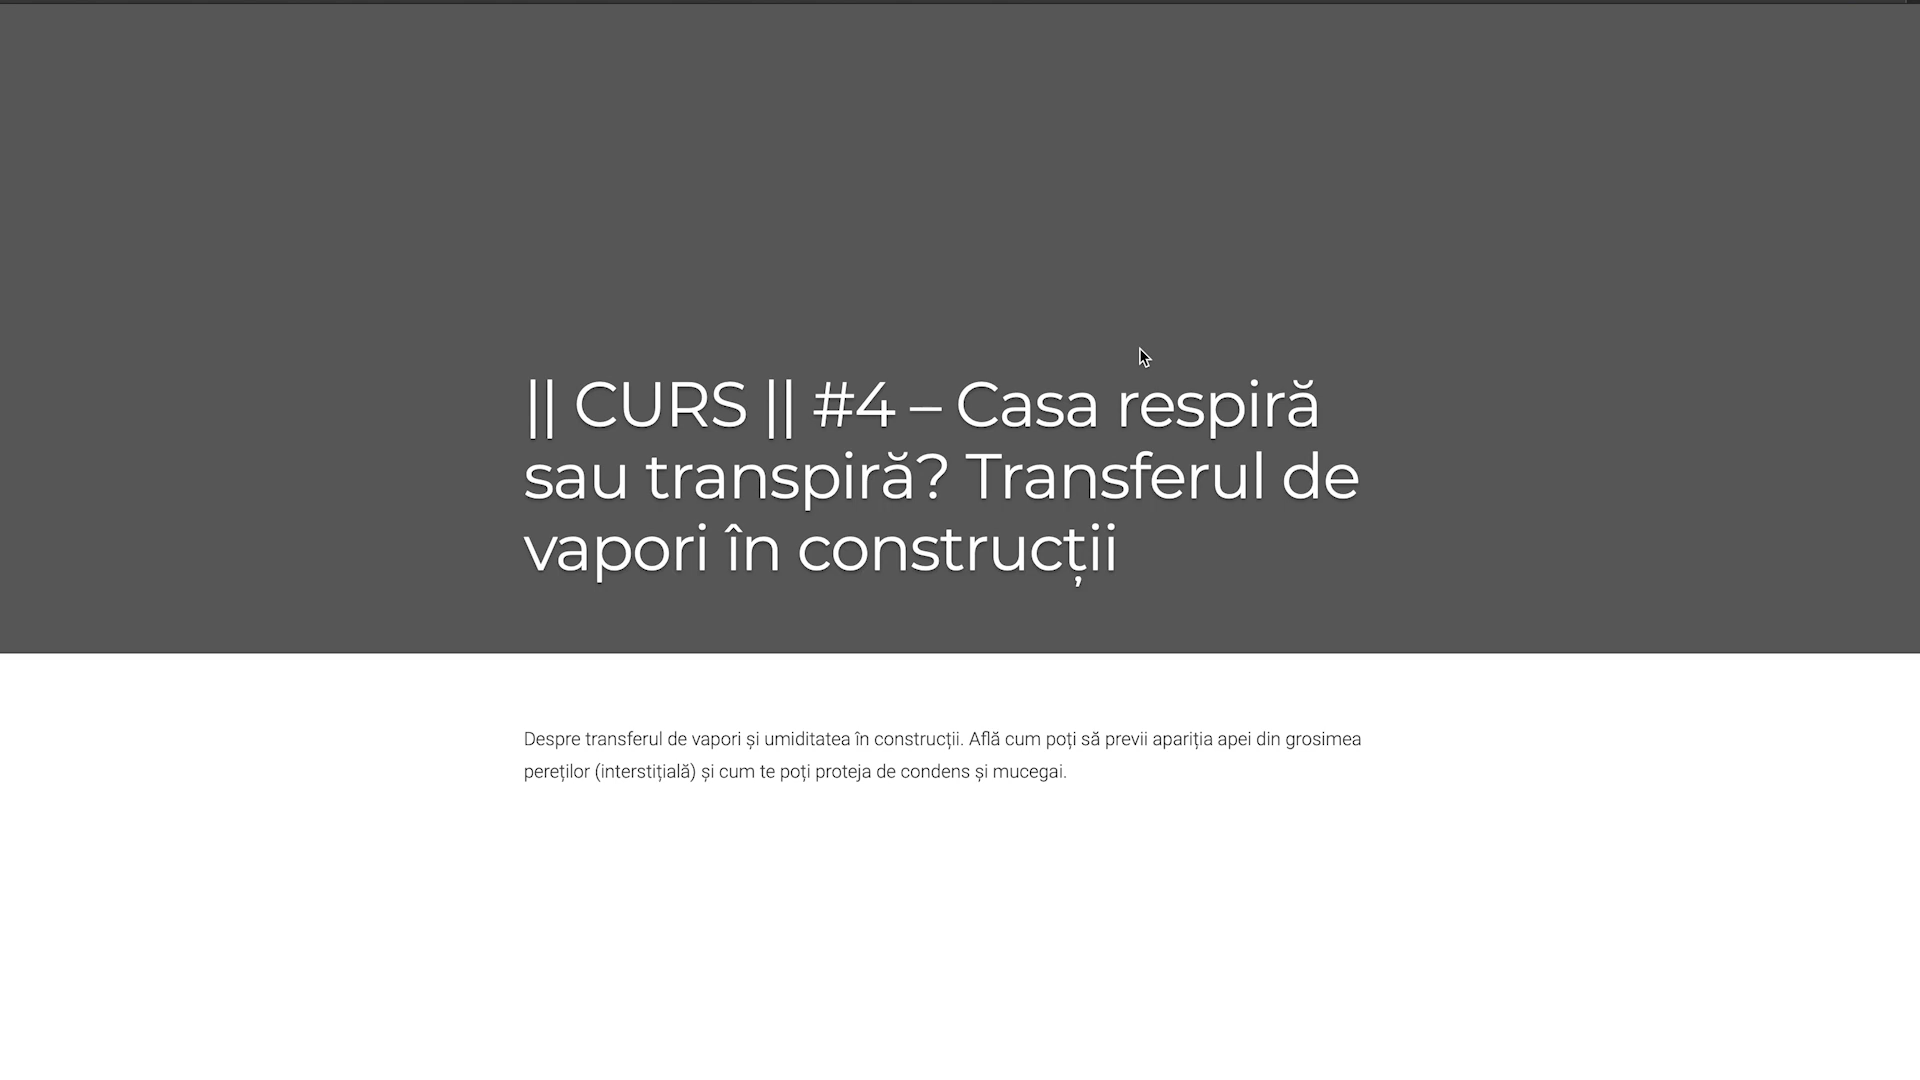 || CURS || #4 – Casa respiră
sau transpiră? Transferul de
vapori în construcții
Despre transferul de vapori și umiditatea în construcții. Află cum poți să previi apariția apei din grosimea
pereților (interstițială) și cum te poți proteja de condens și mucegai.